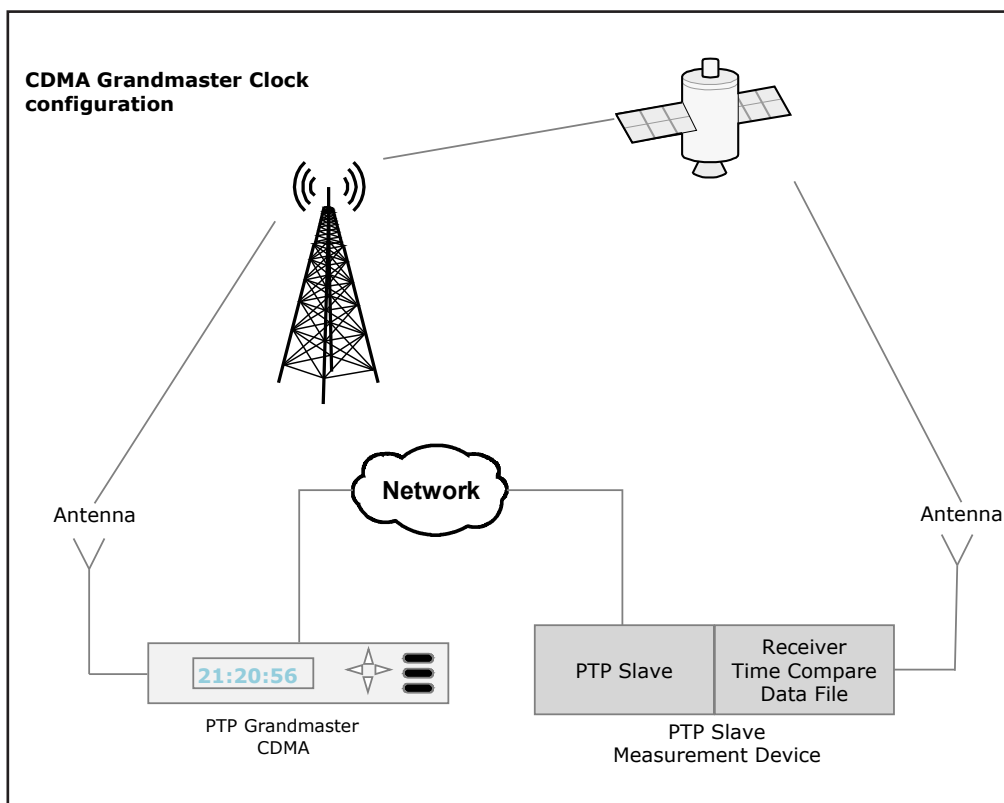 CDMA Grandmaster Clock
configuration
Network
Antenna
Antenna
21:20:56
PTP Slave
Receiver
Time Compare
Data File
PTP Grandmaster
CDMA
PTP Slave
Measurement Device